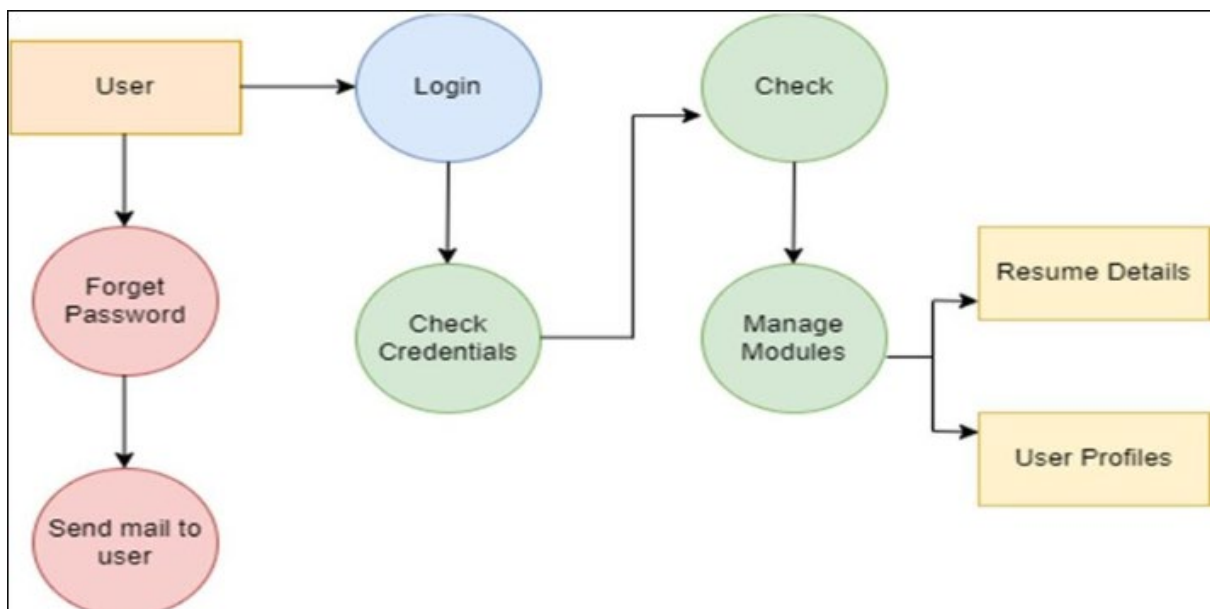 User
Login
Check
Forget
Password
Check
Credentials
Manage
Modules
Resume Details
User Profiles
Send mail to
user